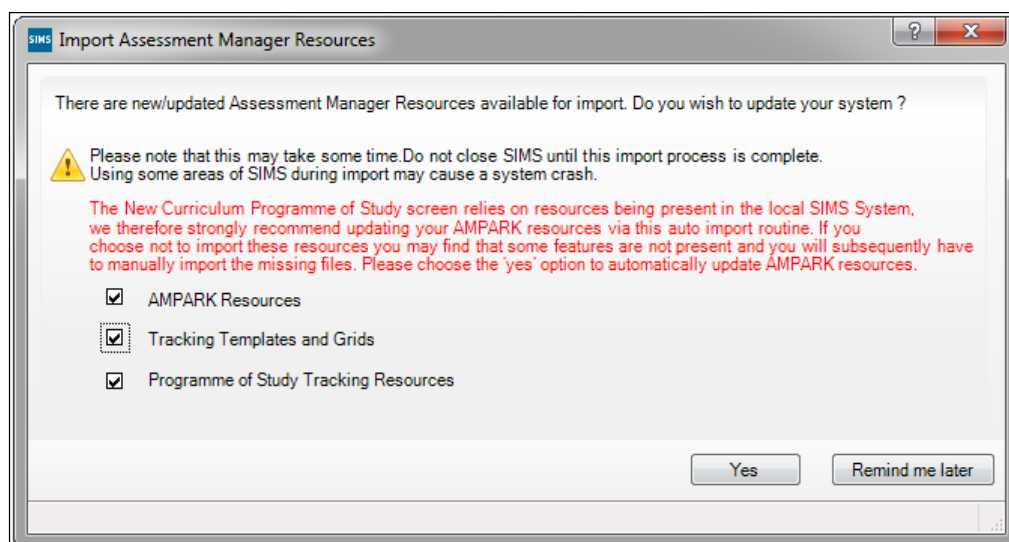 SIMS Import Assessment Manager Resources
? X
There are new/updated Assessment Manager Resources available for import. Do you wish to update your system ?
Please note that this may take some time.Do not close SIMS until this import process is complete.
Using some areas of SIMS during import may cause a system crash.
The New Curriculum Programme of Study screen relies on resources being present in the local SIMS System,
we therefore strongly recommend updating your AMPARK resources via this auto import routine. If you
choose not to import these resources you may find that some features are not present and you will subsequently have
to manually import the missing files. Please choose the 'yes' option to automatically update AMPARK resources.
AMPARK Resources
Tracking Templates and Grids
Programme of Study Tracking Resources
Yes Remind me later